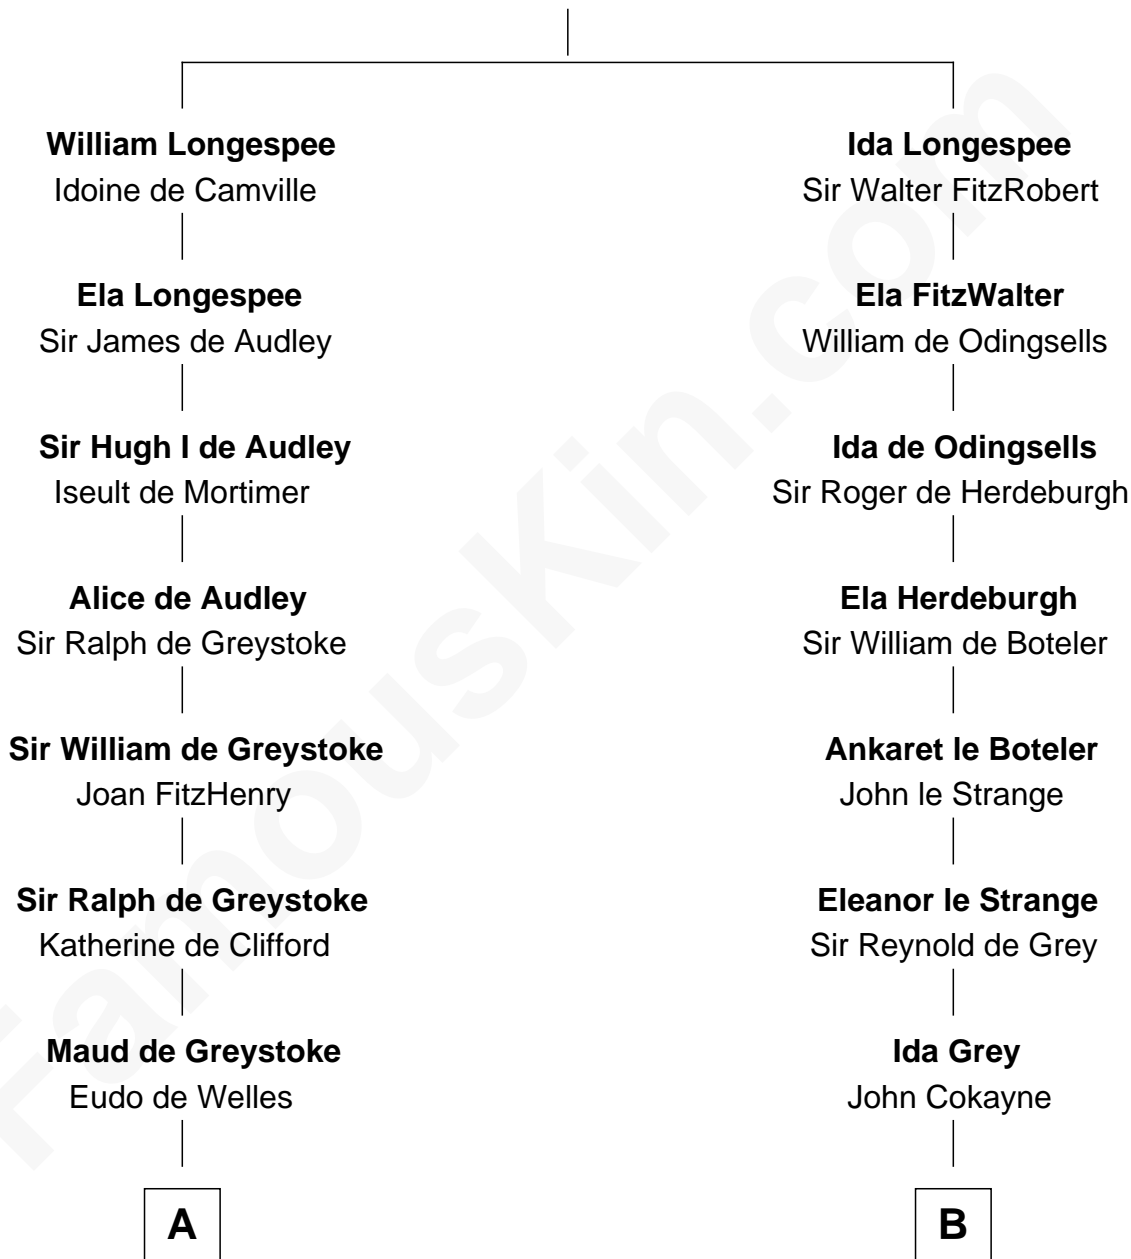 William Longespee
Idoine de Camville
Ela Longespee
Sir James de Audley
Sir Hugh I de Audley
Iseult de Mortimer
Alice de Audley
Sir Ralph de Greystoke
Sir William de Greystoke
Joan FitzHenry
Sir Ralph de Greystoke
Katherine de Clifford
Maud de Greystoke
Eudo de Welles
A
Ida Longespee
Sir Walter FitzRobert
Ela FitzWalter
William de Odingsells
Ida de Odingsells
Sir Roger de Herdeburgh
Ela Herdeburgh
Sir William de Boteler
Ankaret le Boteler
John le Strange
Eleanor le Strange
Sir Reynold de Grey
Ida Grey
John Cokayne
B
FamousKin.com